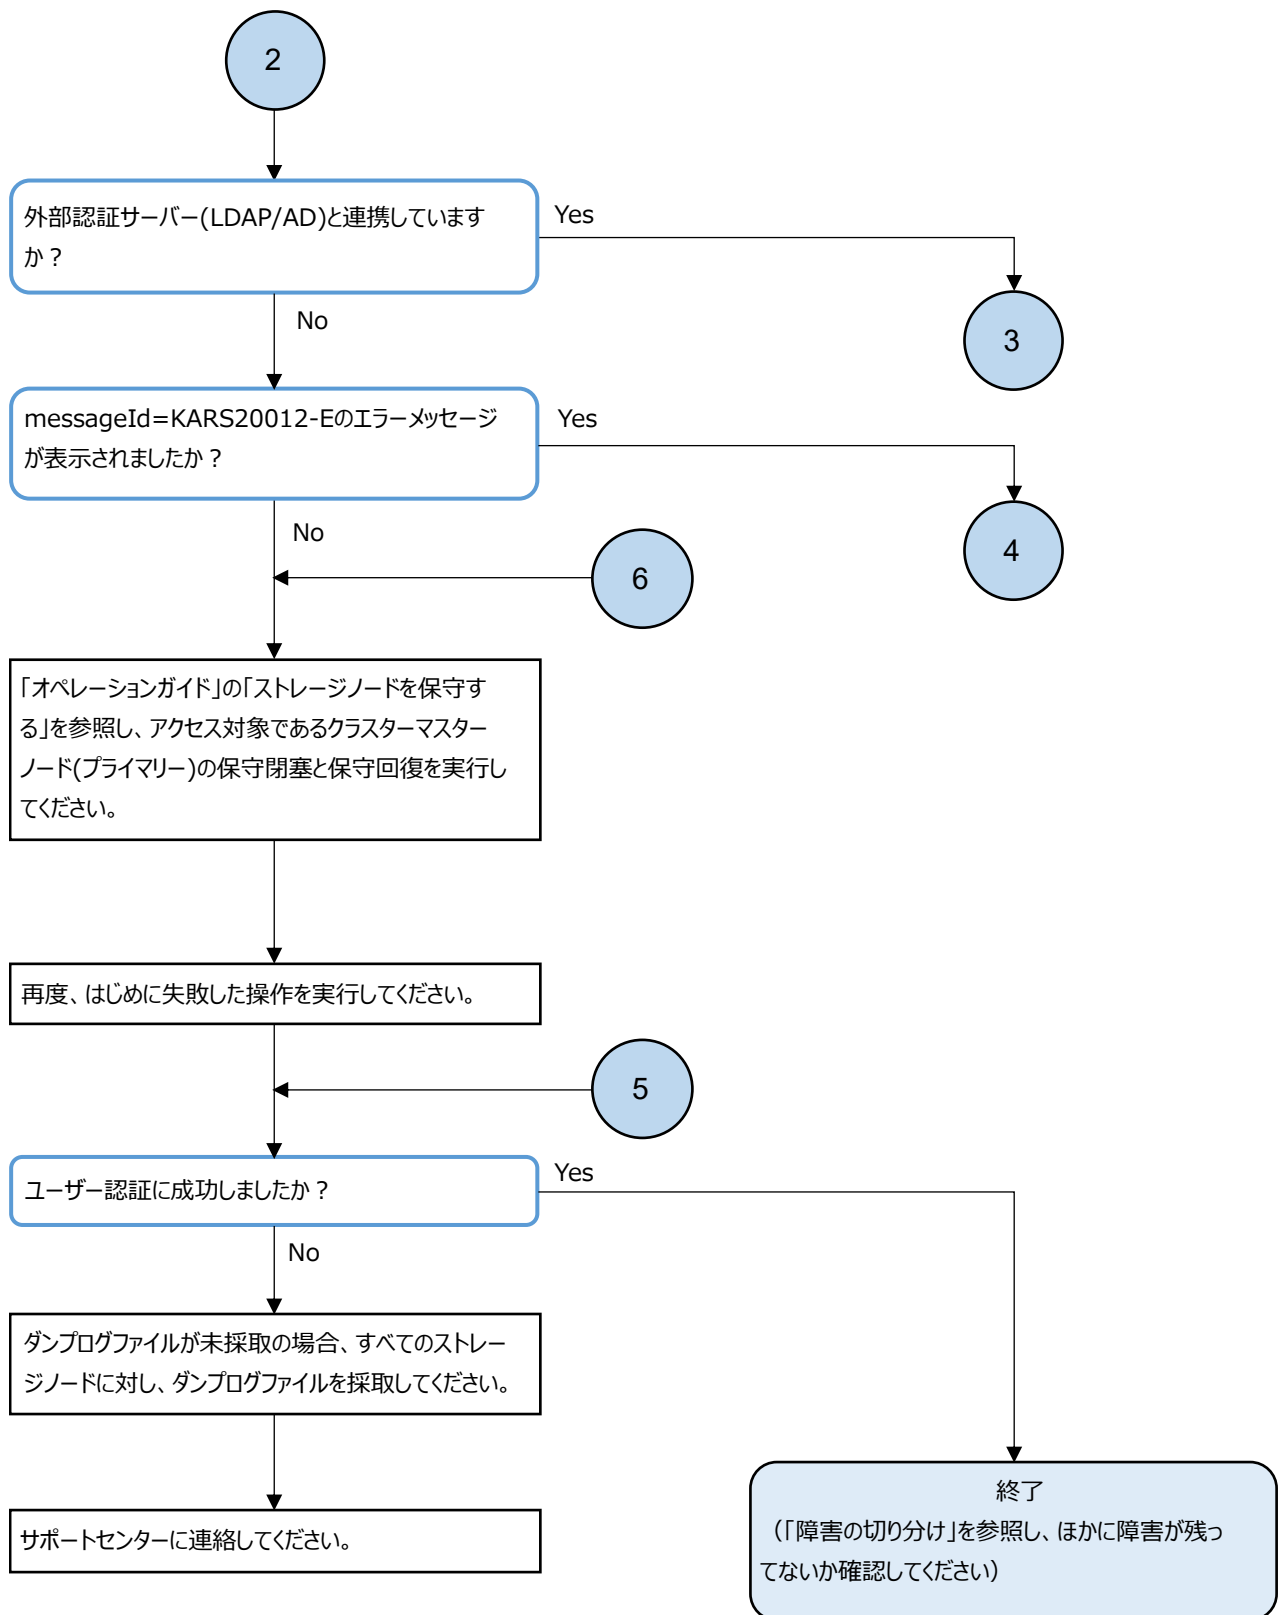 2
外部認証サーバー(LDAP/AD)と連携しています
か？
Yes
No
3
messageId=KARS20012-Eのエラーメッセージ
が表示されましたか？
Yes
No
4
6
「オペレーションガイド」の「ストレージノードを保守す
る」を参照し、アクセス対象であるクラスターマスター
ノード(プライマリー)の保守閉塞と保守回復を実行し
てください。
再度、はじめに失敗した操作を実行してください。
5
ユーザー認証に成功しましたか？
Yes
No
ダンプログファイルが未採取の場合、すべてのストレー
ジノードに対し、ダンプログファイルを採取してください。
サポートセンターに連絡してください。
終了
（「障害の切り分け」を参照し、ほかに障害が残っ
てないか確認してください）